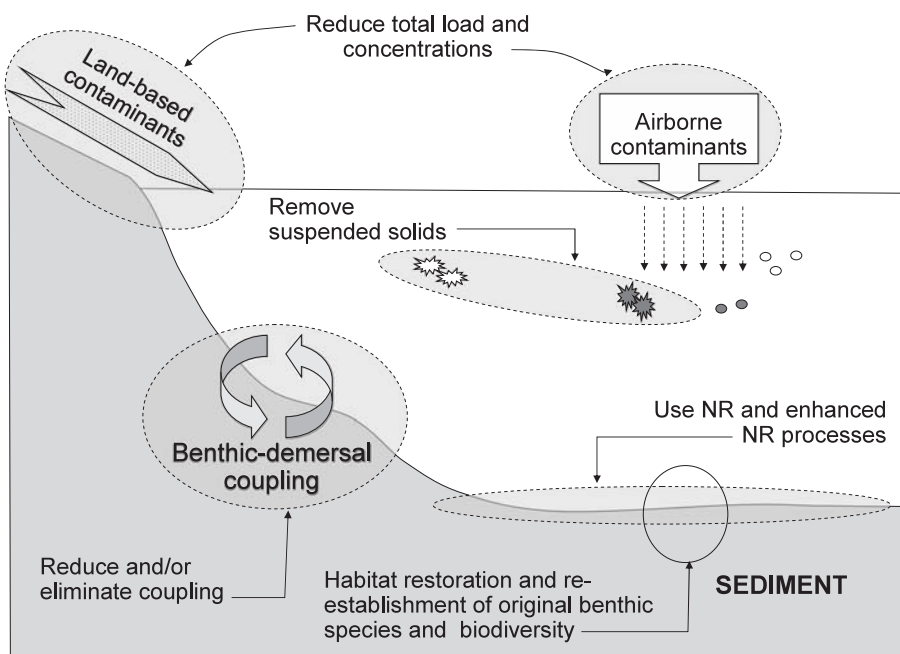 Reduce total load and
concentrations
Land-based
contaminants
Airborne
contaminants
Remove
suspended solids
Benthic-demersal
coupling
Use NR and enhanced
NR processes
Reduce and/or
eliminate coupling
Habitat restoration and re-
establishment of original benthic
species and biodiversity
SEDIMENT